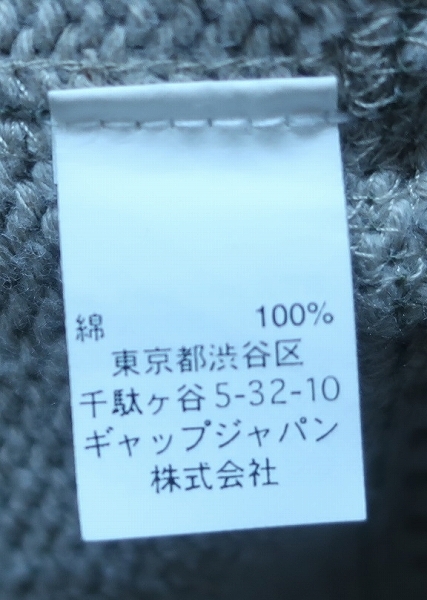 綿 100%
東京都渋谷区
千駄ヶ谷5-32-10
ギャップジャパン
株式会社